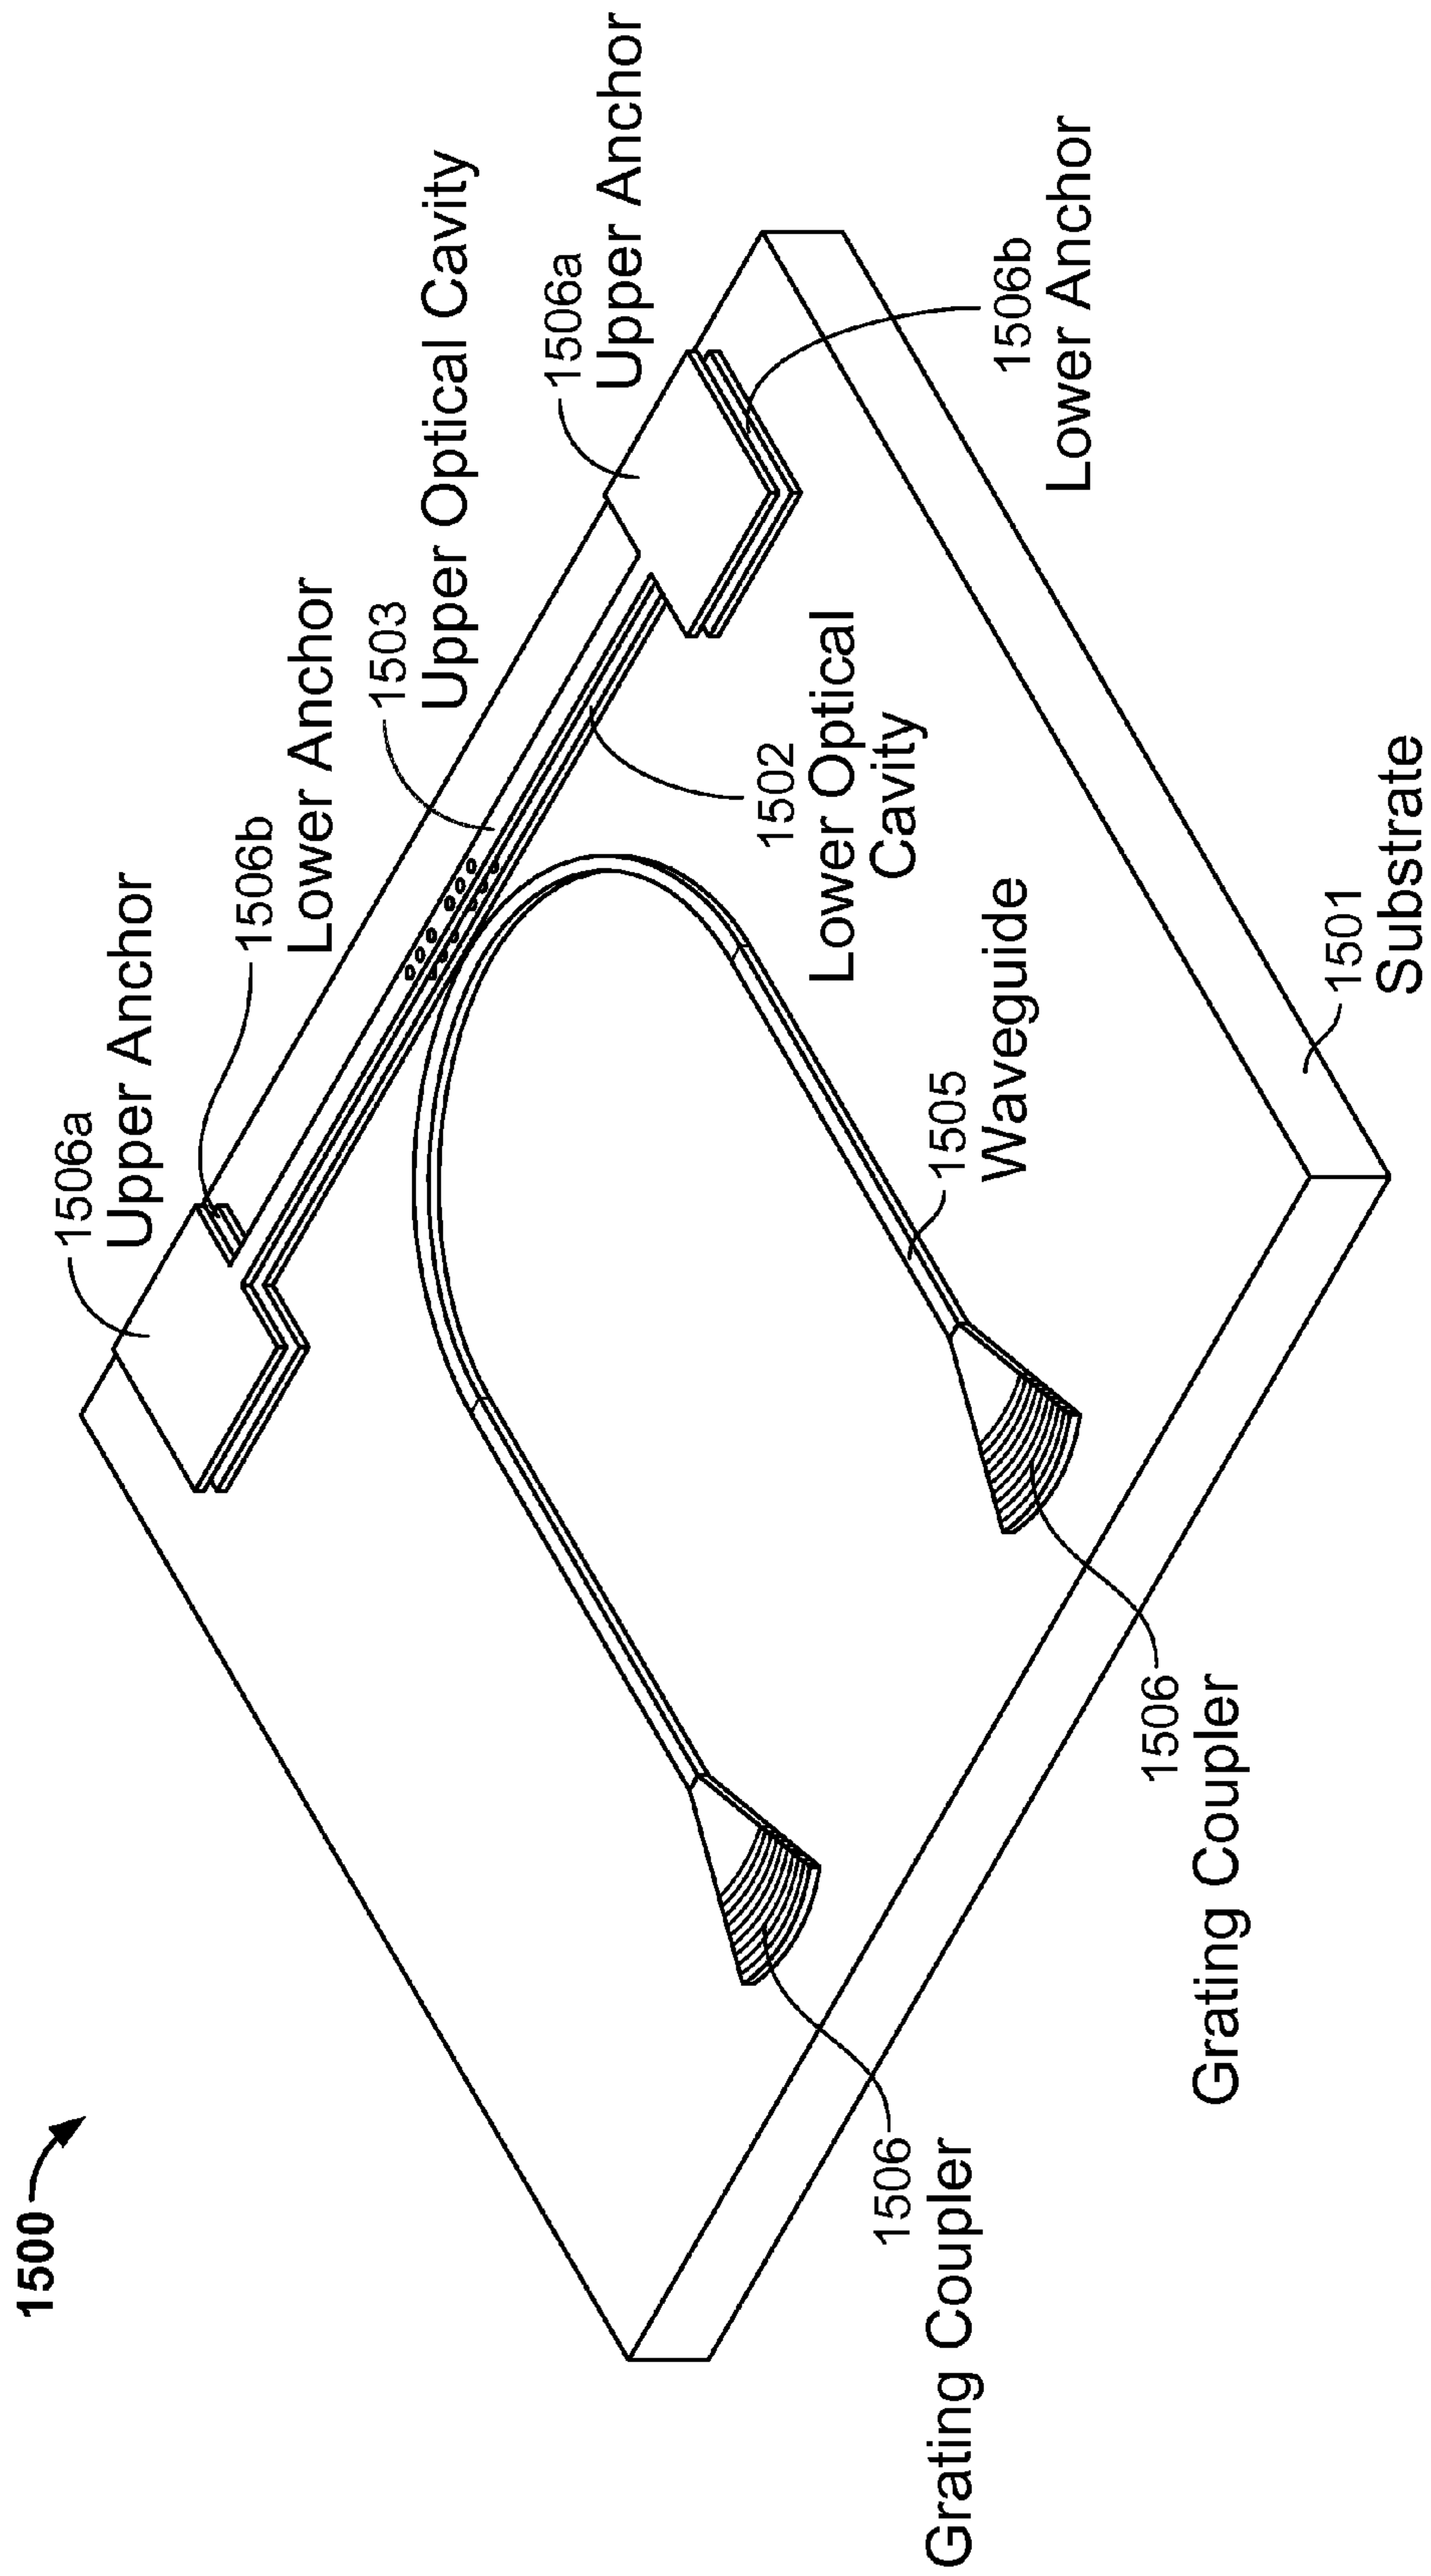 1500
1506a
Upper Anchor
1506b
Lower Anchor
1503
Upper Optical Cavity
1506a
Upper Anchor
1502
Lower Optical
Cavity
1506
Grating Coupler
1505
Waveguide
1506b
Lower Anchor
1506
Grating Coupler
1501
Substrate